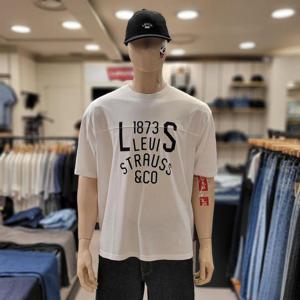 1873
L LEVI S
STRAUSS
&CO